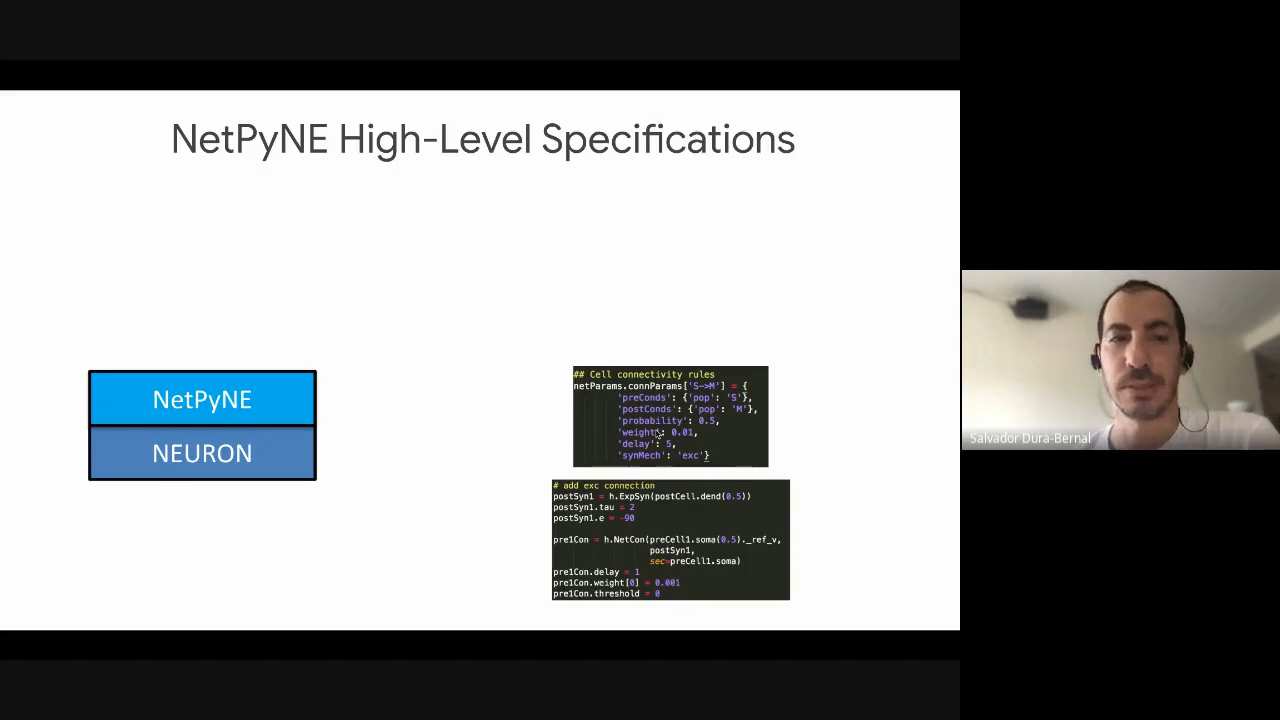 NetPyNE High-Level Specifications
NetPyNE
NEURON
## Cell connectivity rules
netParams.connParams['S->M'] = {
'preConds': {'pop': 'S'},
'postConds': {'pop': 'M'},
'probability': 0.5,
'weight': 0.01,
'delay': 5,
'synMech': 'exc'}
# add exc connection
postSyn1 = h.ExpSyn(postCell.dend(0.5))
postSyn1.tau = 2
postSyn1.e = -90
pre1Con = h.NetCon(preCell1.soma(0.5)._ref_v,
postSyn1,
sec=preCell1.soma)
pre1Con.delay = 1
pre1Con.weight[0] = 0.001
pre1Con.threshold = 0
Salvador Dura-Bernal